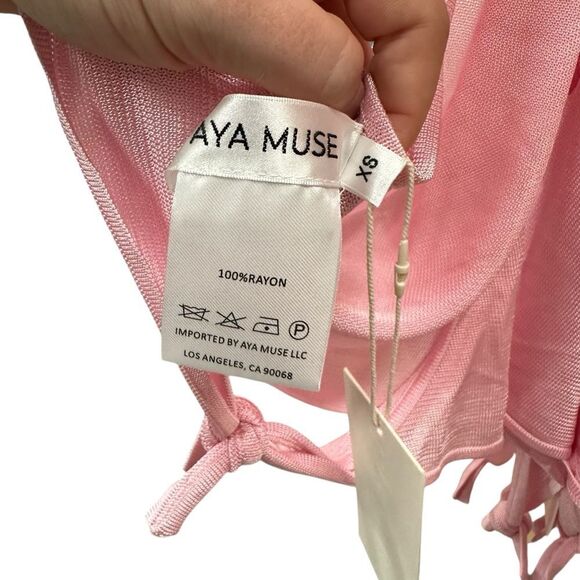 AYA MUSE
XS
100%RAYON
P
IMPORTED BY AYA MUSE LLC
LOS ANGELES, CA 90068